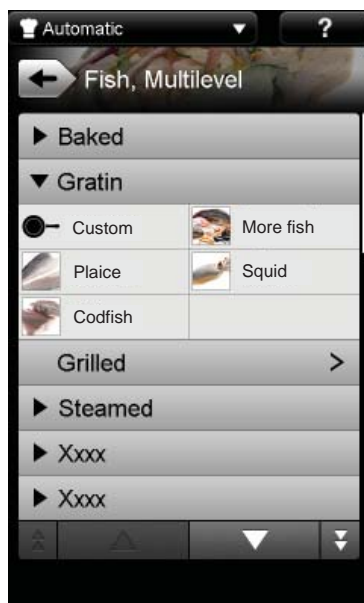 Automatic ?
Fish, Multilevel
Baked
Gratin
Custom More fish
Plaice Squid
Codfish
Grilled >
Steamed
Xxxx
Xxxx